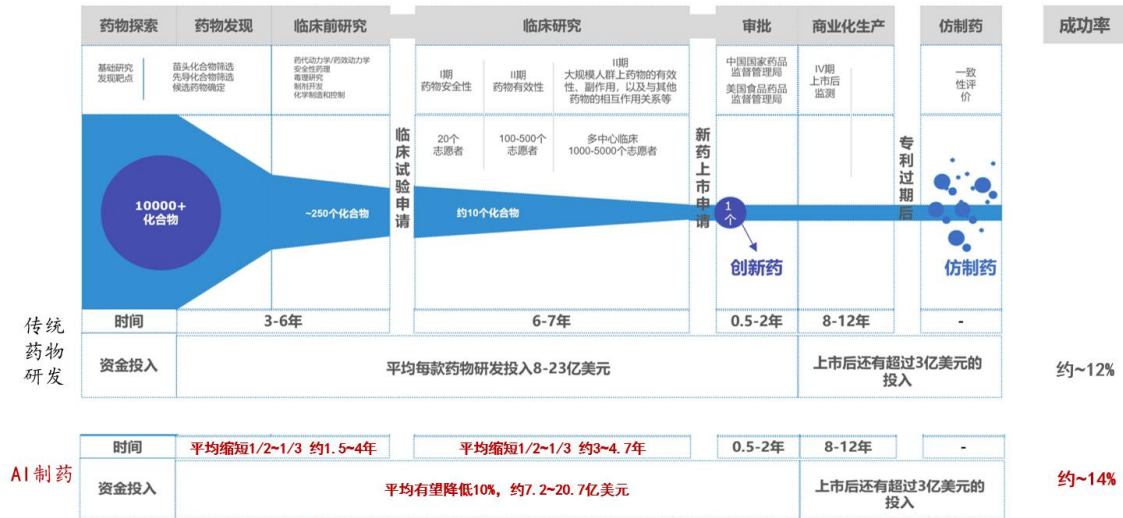 药物探索
药物发现
临床前研究
临床研究
审批
商业化生产
仿制药
成功率
基础研究
发现靶点
苗头化合物筛选
先导化合物筛选
候选药物确定
药代动力学/药效动力学
安全性药理
毒理研究
制剂开发
化学制造和控制
I期
药物安全性
II期
药物有效性
II期
大规模人群上药物的有效
性、副作用，以及与其他
药物的相互作用关系等
中国国家药品
监督管理局
美国食品药品
监督管理局
IV期
上市后
监测
一致
性评
价
20个
志愿者
100-500个
志愿者
多中心临床
1000-5000个志愿者
临床试验申请
新药上市申请
专利过期后
10000+
化合物
~250个化合物
约10个化合物
1
个
创新药
仿制药
传统
药物
研发
时间
3-6年
6-7年
0.5-2年
8-12年
-
资金投入
平均每款药物研发投入8-23亿美元
上市后还有超过3亿美元的
投入
约~12%
AI制药
时间
平均缩短1/2~1/3 约1.5~4年
平均缩短1/2~1/3 约3~4.7年
0.5-2年
8-12年
-
资金投入
平均有望降低10%，约7.2~20.7亿美元
上市后还有超过3亿美元的
投入
约~14%